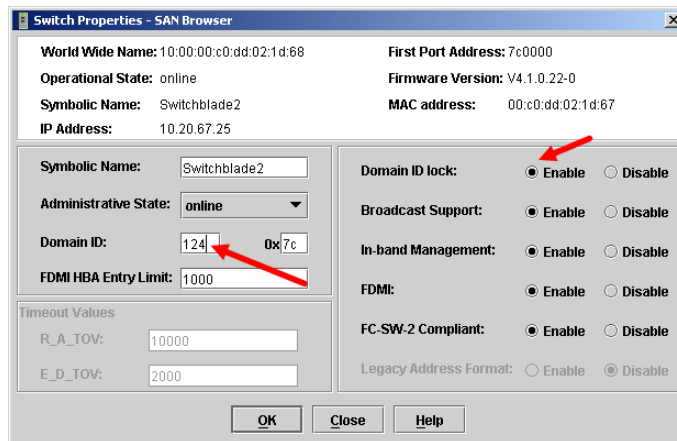 Switch Properties - SAN Browser
World Wide Name: 10:00:00:c0:dd:02:1d:68
First Port Address: 7c0000
Operational State: online
Firmware Version: V4.1.0.22-0
Symbolic Name: Switchblade2
MAC address: 00:c0:dd:02:1d:67
IP Address: 10.20.67.25
Symbolic Name: Switchblade2
Administrative State: online
Domain ID: 124 0x 7c
FDMI HBA Entry Limit: 1000
Timeout Values
R_A_TOV: 10000
E_D_TOV: 2000
Domain ID lock: Enable Disable
Broadcast Support: Enable Disable
In-band Management: Enable Disable
FDMI: Enable Disable
FC-SW-2 Compliant: Enable Disable
Legacy Address Format: Enable Disable
OK Close Help